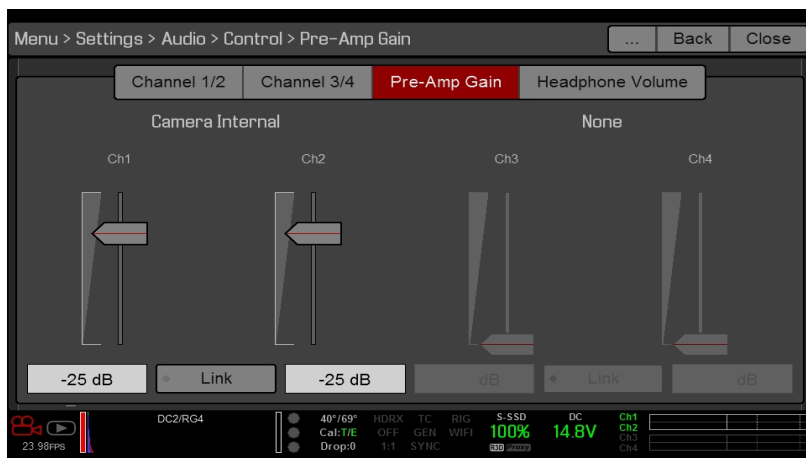 Menu > Settings > Audio > Control > Pre-Amp Gain ... Back Close
Channel 1/2 Channel 3/4 Pre-Amp Gain Headphone Volume
Camera Internal None
Ch1 Ch2 Ch3 Ch4
-25 dB Link -25 dB dB Link dB
DC2/RG4 40°/69° HDRX TC RIG S-SSD DC Ch1
Cal:T/E OFF GEN WIFI 100% 14.8V Ch2
23.98FPS Drop:0 1:1 SYNC R3D Proxy Ch3
Ch4